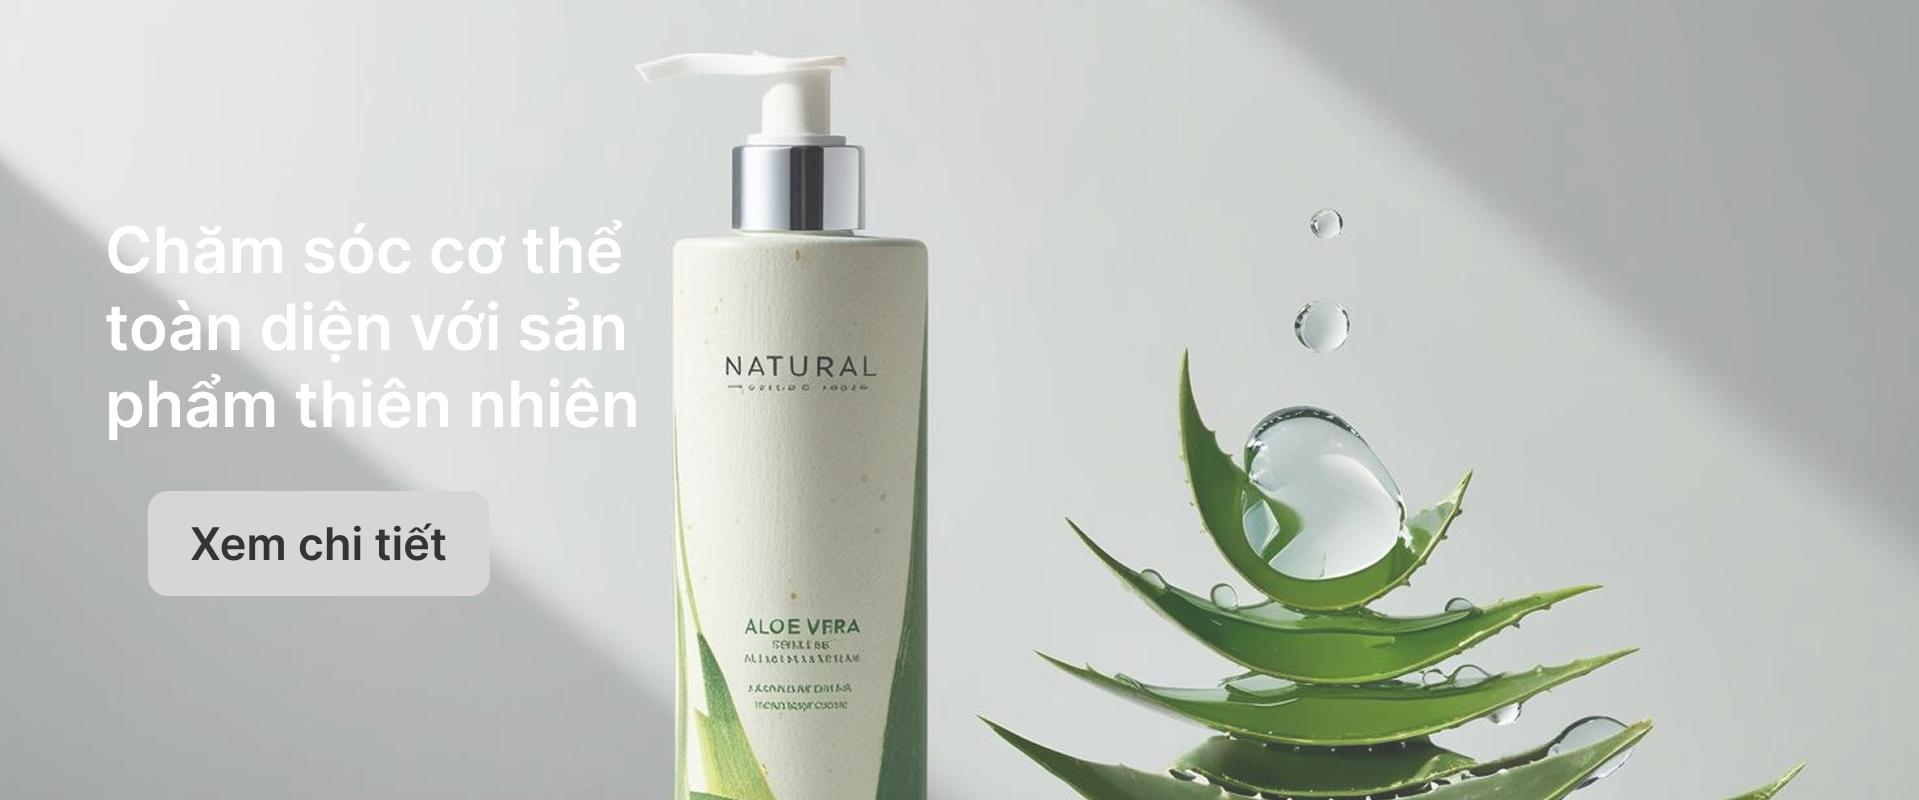 Chăm sóc cơ thể
toàn diện với sản
phẩm thiên nhiên
Xem chi tiết
NATURAL
ALOE VERA